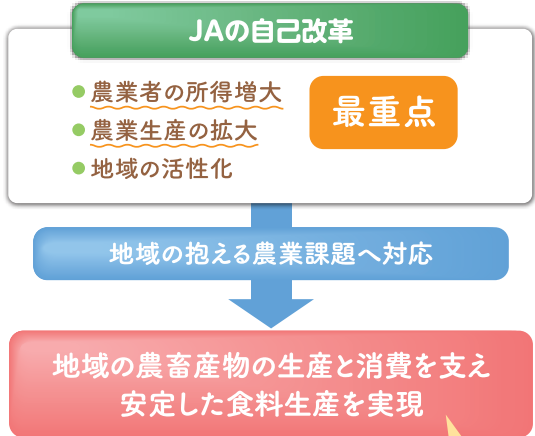 JAの自己改革
● 農業者の所得増大
● 農業生産の拡大
● 地域の活性化
最重点
地域の抱える農業課題へ対応
地域の農畜産物の生産と消費を支え
安定した食料生産を実現